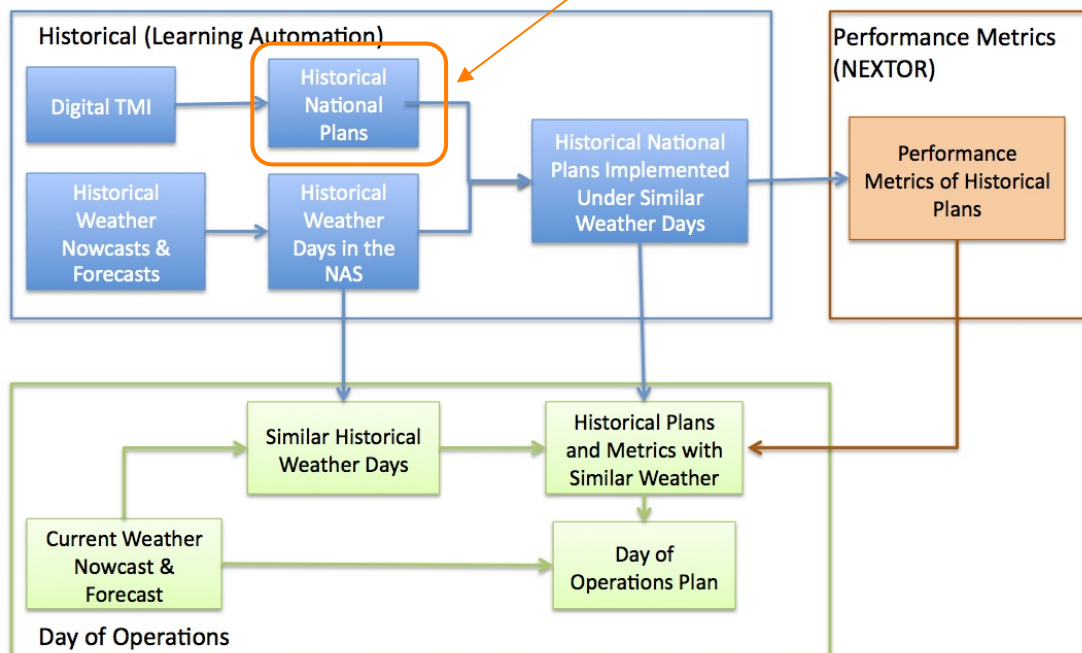 Historical (Learning Automation)
Digital TMI
Historical
National
Plans
Historical
Weather
Nowcasts &
Forecasts
Historical
Weather
Days in the
NAS
Historical National
Plans Implemented
Under Similar
Weather Days
Performance Metrics
(NEXTOR)
Performance
Metrics of Historical
Plans
Similar Historical
Weather Days
Historical Plans
and Metrics with
Similar Weather
Current Weather
Nowcast &
Forecast
Day of
Operations Plan
Day of Operations